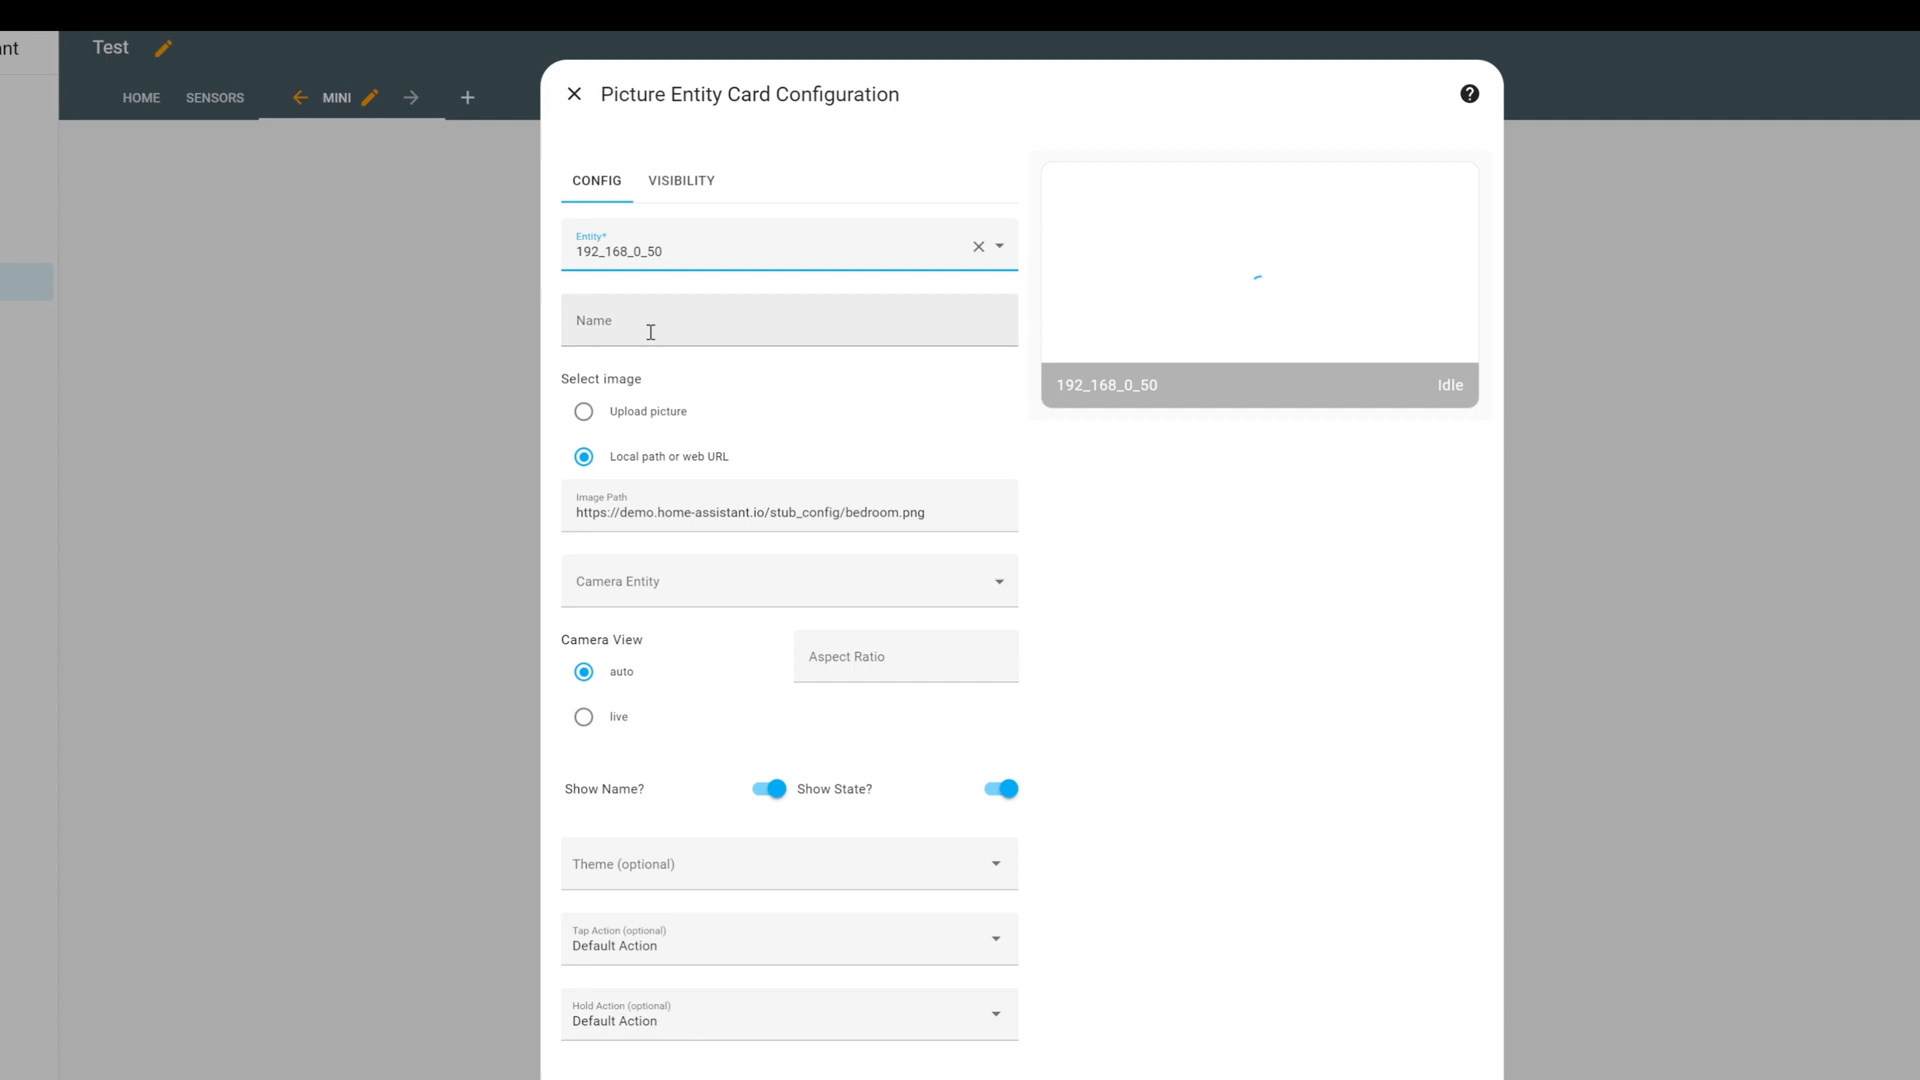 nt
Test
HOME
SENSORS
MINI
Picture Entity Card Configuration
CONFIG
VISIBILITY
Entity*
192_168_0_50
Name
Select image
Upload picture
Local path or web URL
Image Path
https://demo.home-assistant.io/stub_config/bedroom.png
Camera Entity
Camera View
Aspect Ratio
auto
live
Show Name?
Show State?
Theme (optional)
Tap Action (optional)
Default Action
Hold Action (optional)
Default Action
192_168_0_50
Idle